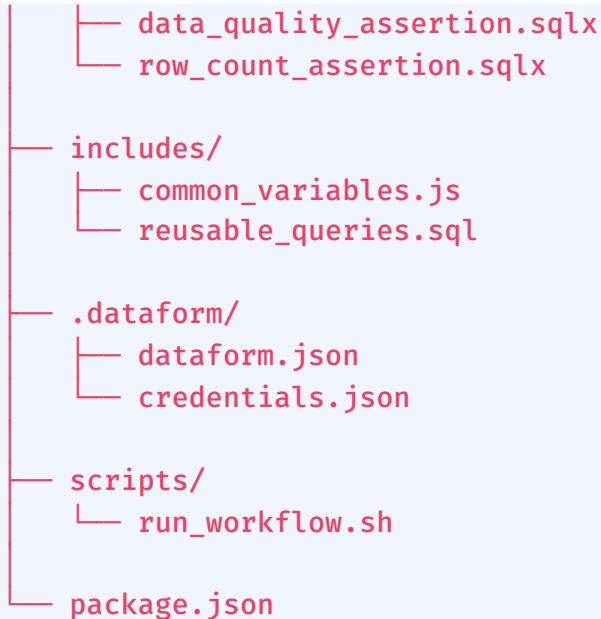 │   ├── data_quality_assertion.sqlx
│   └── row_count_assertion.sqlx
│
├── includes/
│   ├── common_variables.js
│   └── reusable_queries.sql
│
├── .dataform/
│   ├── dataform.json
│   └── credentials.json
│
├── scripts/
│   └── run_workflow.sh
│
└── package.json